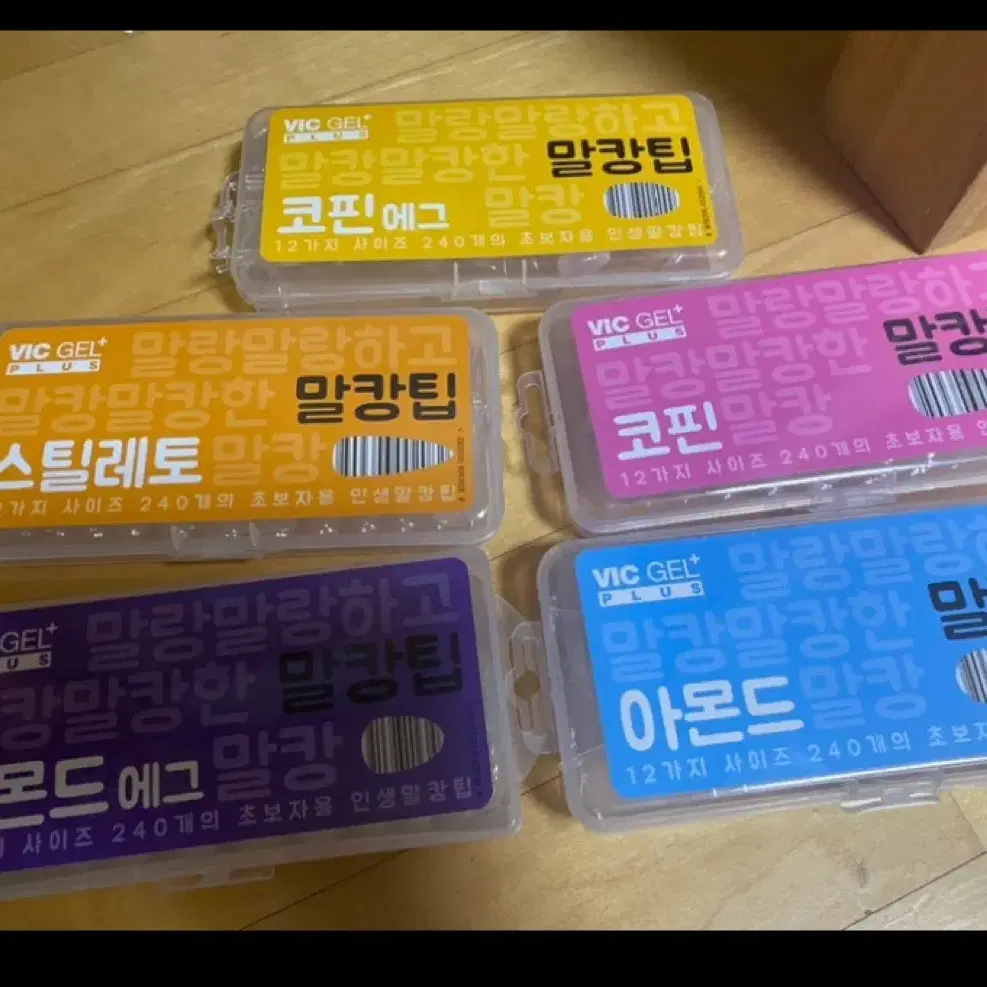 VIC GEL+
PLUS
말랑말랑하고
말캉말캉한
말캉팁
코핀 에그 말캉
12가지 사이즈 240개의 초보자용 인생말캉팁
VIC GEL+
PLUS
말랑말랑하고
말캉말캉한
말캉팁
스틸레토 말캉
가지 사이즈 240개의 초보자용 인생말캉팁
VIC GEL+
PLUS
말랑말랑하고
말캉말캉한
말캉
코핀 말캉
12가지 사이즈 240개의 초보자용 인
GEL+
말랑말랑하고
캉말캉한
말캉팁
몬드 에그 말캉
사이즈 240개의 초보자용 인생말캉팁
VIC GEL+
PLUS
말랑말랑
말캉말캉한
말
아몬드 말캉
12가지 사이즈 240개의 초보